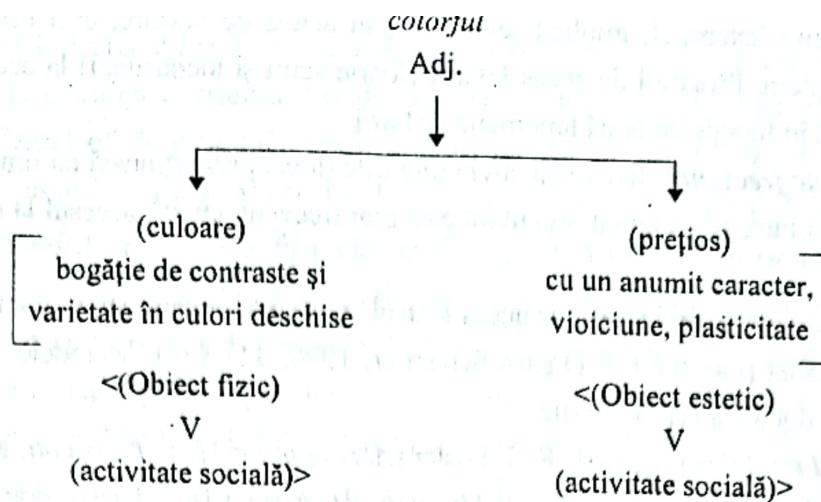 colorful
Adj.
(culoare)
bogăție de contraste și
varietate în culori deschise
<(Obiect fizic)
V
(activitate socială)>
(prețios)
cu un anumit caracter,
vioiciune, plasticitate
<(Obiect estetic)
V
(activitate socială)>